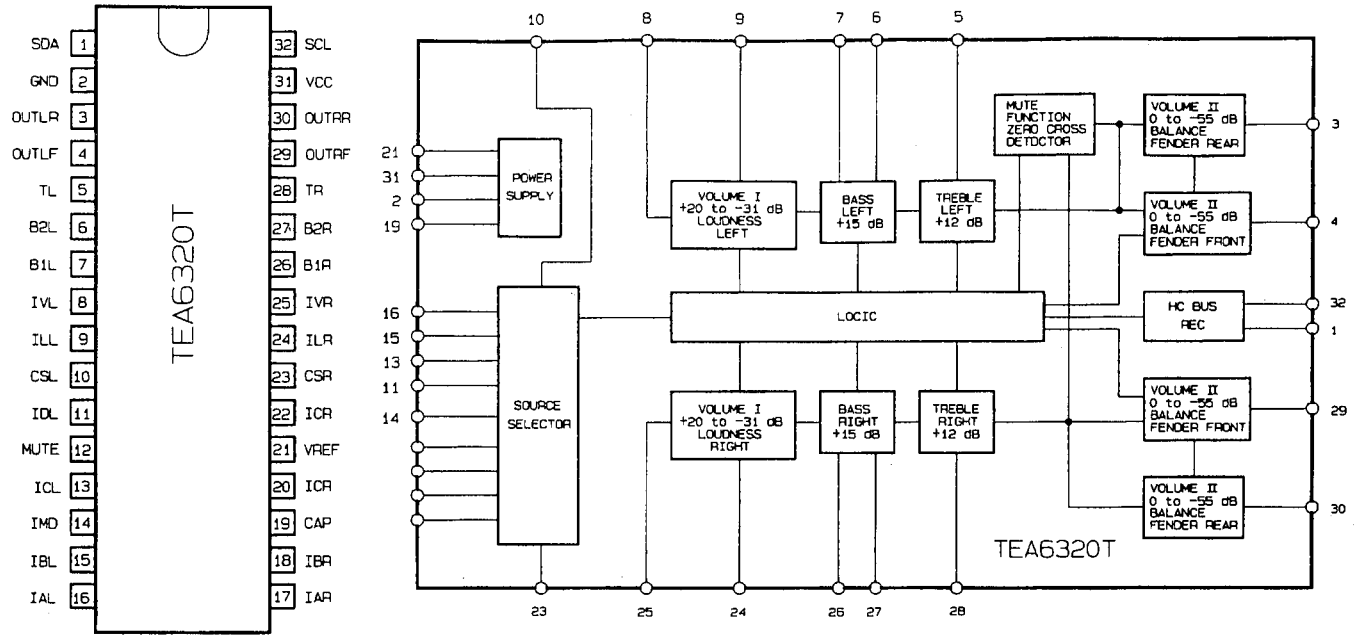 SDA 1
GND 2
OUTLR 3
OUTLF 4
TL 5
B2L 6
B1L 7
IVL 8
ILL 9
CSL 10
IDL 11
MUTE 12
ICL 13
IMD 14
IBL 15
IAL 16
TEA6320T
32 SCL
31 VCC
30 OUTRR
29 OUTRF
28 TR
27 B2R
26 B1R
25 IVR
24 ILR
23 CSR
22 ICR
21 VREF
20 ICR
19 CAP
18 IBR
17 IAR
10
8
9
7
6
5
21
31
2
19
POWER
SUPPLY
VOLUME I
+20 to -31 dB
LOUDNESS
LEFT
BASS
LEFT
+15 dB
TREBLE
LEFT
+12 dB
MUTE
FUNCTION
ZERO CROSS
DETDCTOR
VOLUME II
0 to -55 dB
BALANCE
FENDER REAR
3
VOLUME II
0 to -55 dB
BALANCE
FENDER FRONT
4
16
15
13
11
14
SOURCE
SELECTOR
LOCIC
HC BUS
REC
32
1
VOLUME I
+20 to -31 dB
LOUDNESS
RIGHT
BASS
RIGHT
+15 dB
TREBLE
RIGHT
+12 dB
VOLUME II
0 to -55 dB
BALANCE
FENDER FRONT
29
VOLUME II
0 to -55 dB
BALANCE
FENDER REAR
30
TEA6320T
23
25
24
26
27
28